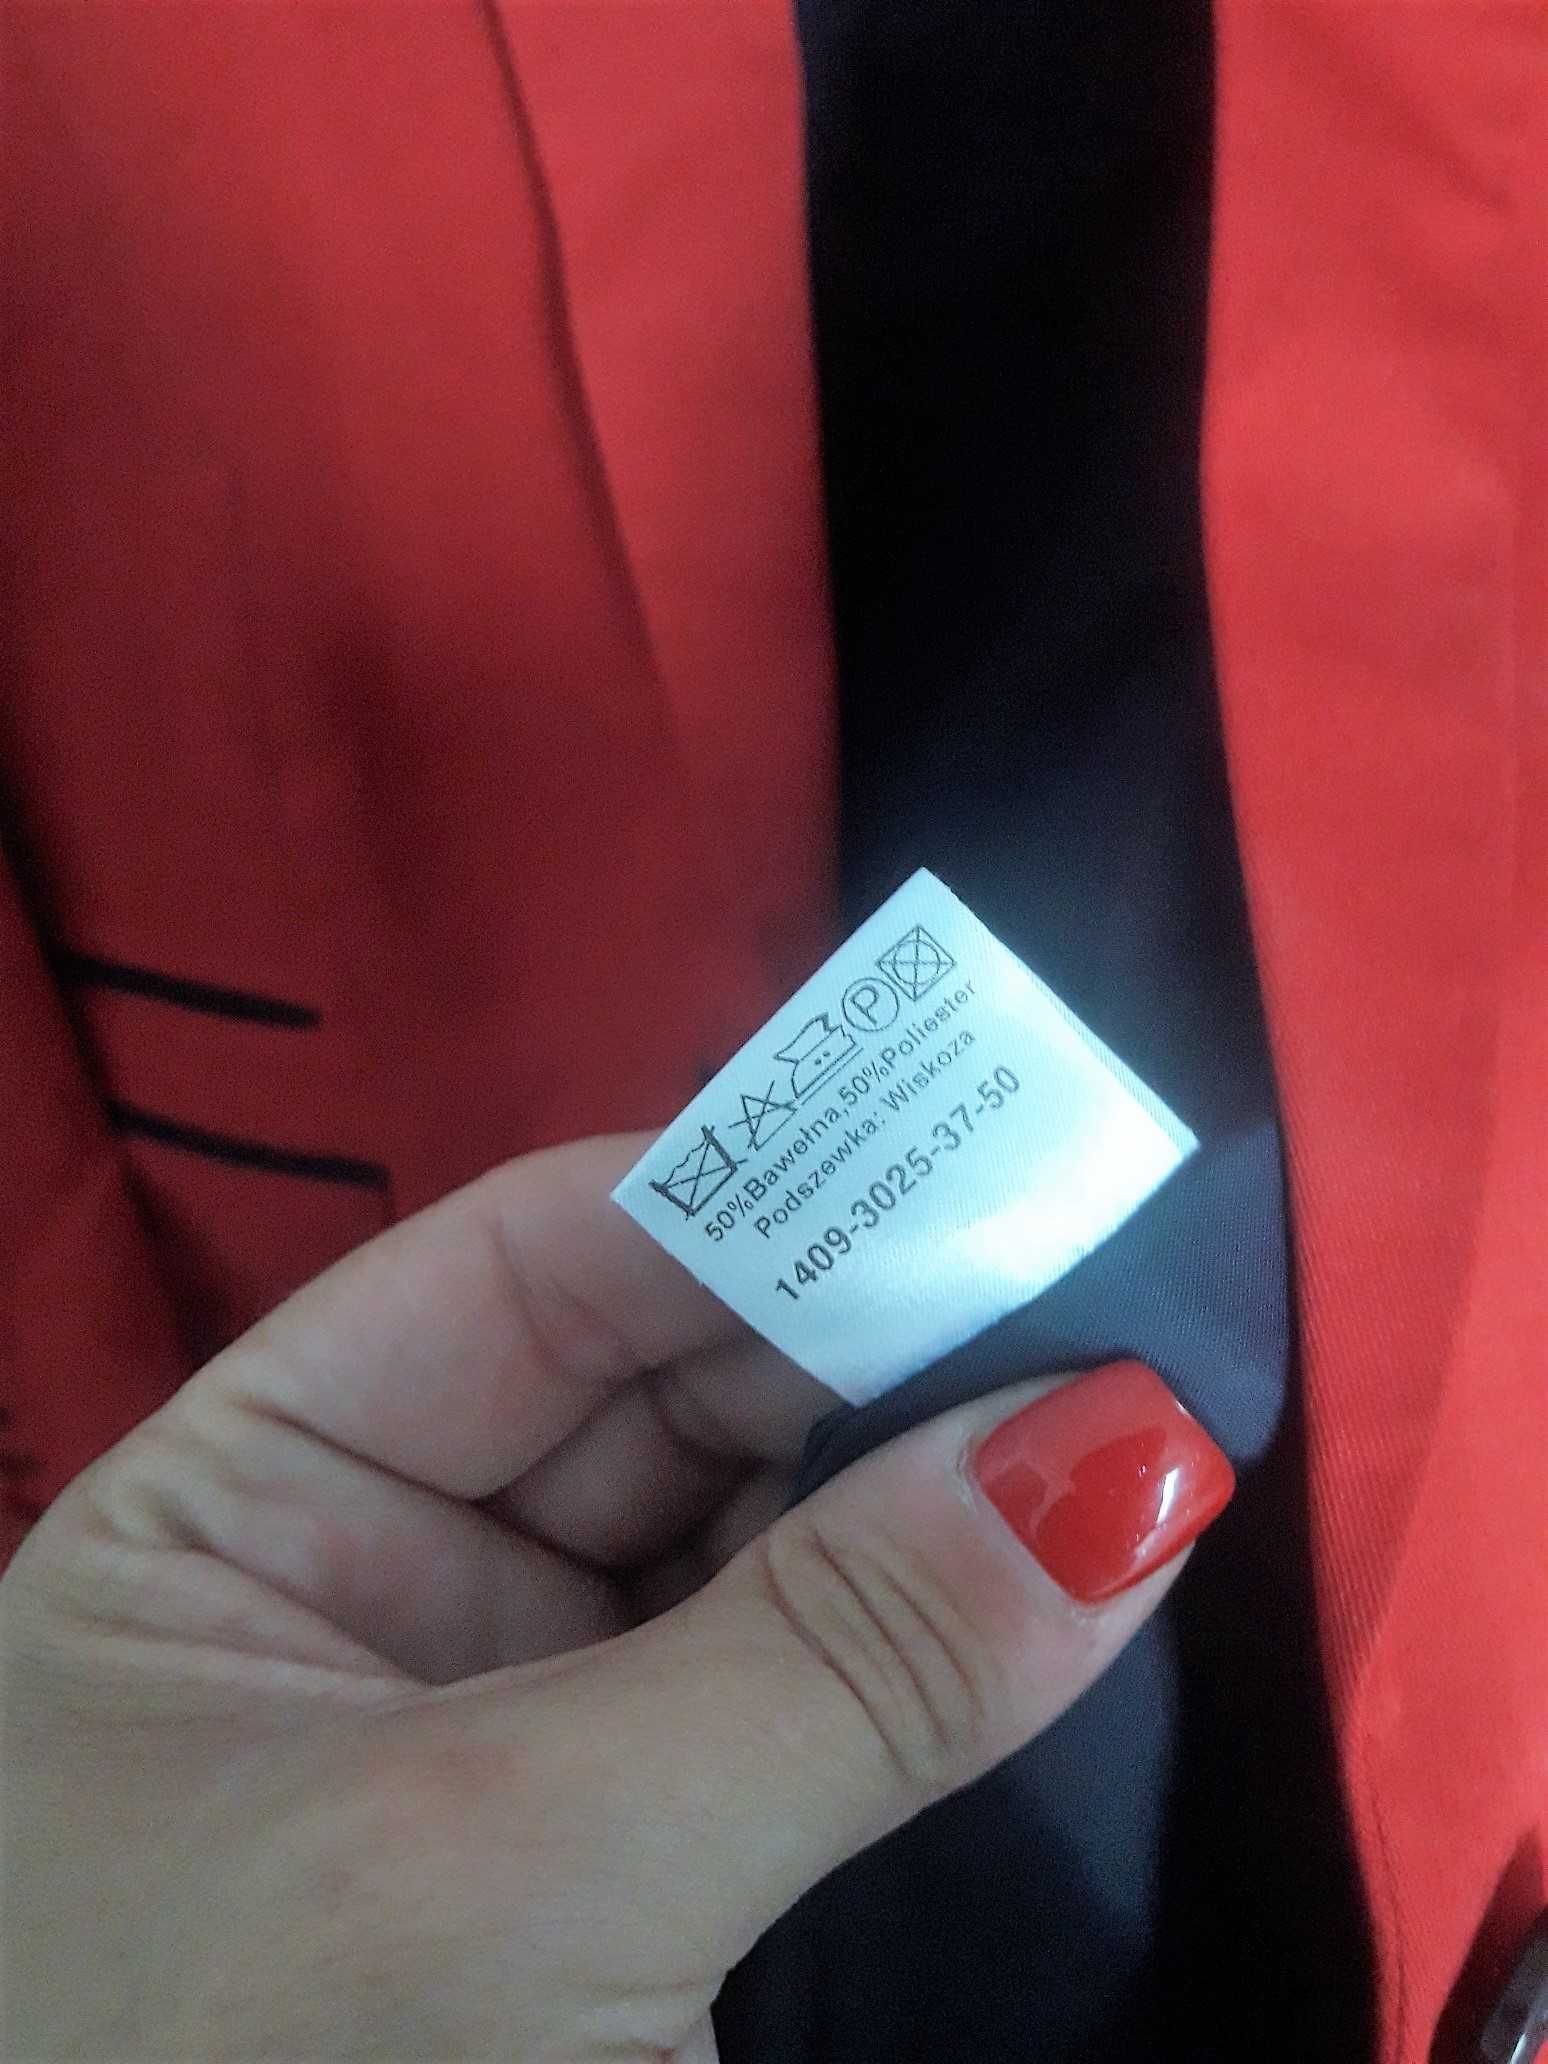 P
50%Bawełna,50%Poliester
Podszewka: Wiskoza
1409-3025-37-50